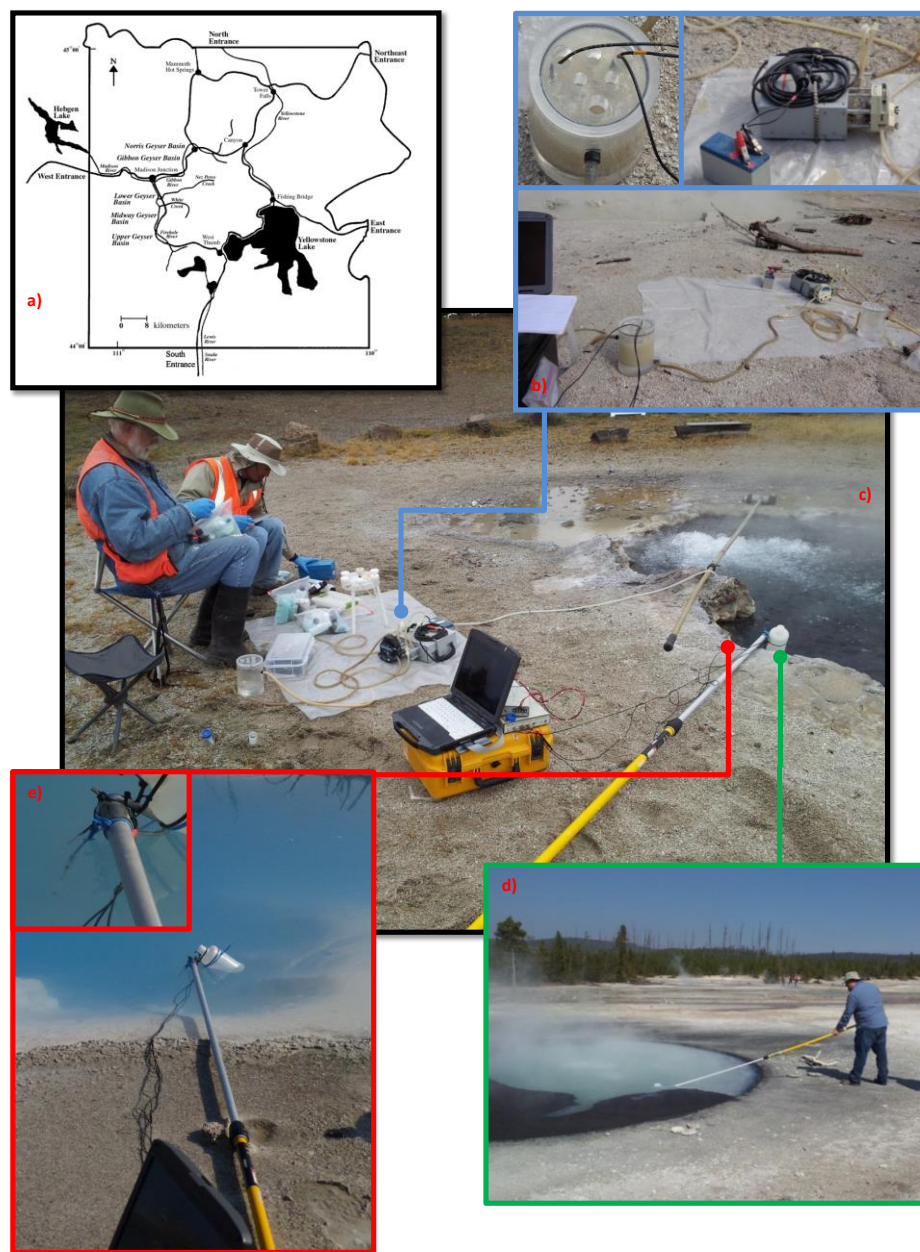 a)
45°00'
N
North
Entrance
Northeast
Entrance
Mammoth
Hot Springs
Tower
Falls
Yellowstone
River
Hebgen
Lake
Norris Geyser Basin
Canyon
Gibbon Geyser Basin
West Entrance
Madison
River
Madison Junction
Gibbon
River
Nez Perce
Creek
Lower Geyser
Basin
White
Creek
Fishing Bridge
Midway Geyser
Basin
Firehole
River
Upper Geyser
Basin
West
Thumb
Yellowstone
Lake
East
Entrance
0 8
kilometers
44°08'
111°
Lewis
River
South
Entrance
Snake
River
110°
b)
c)
d)
e)